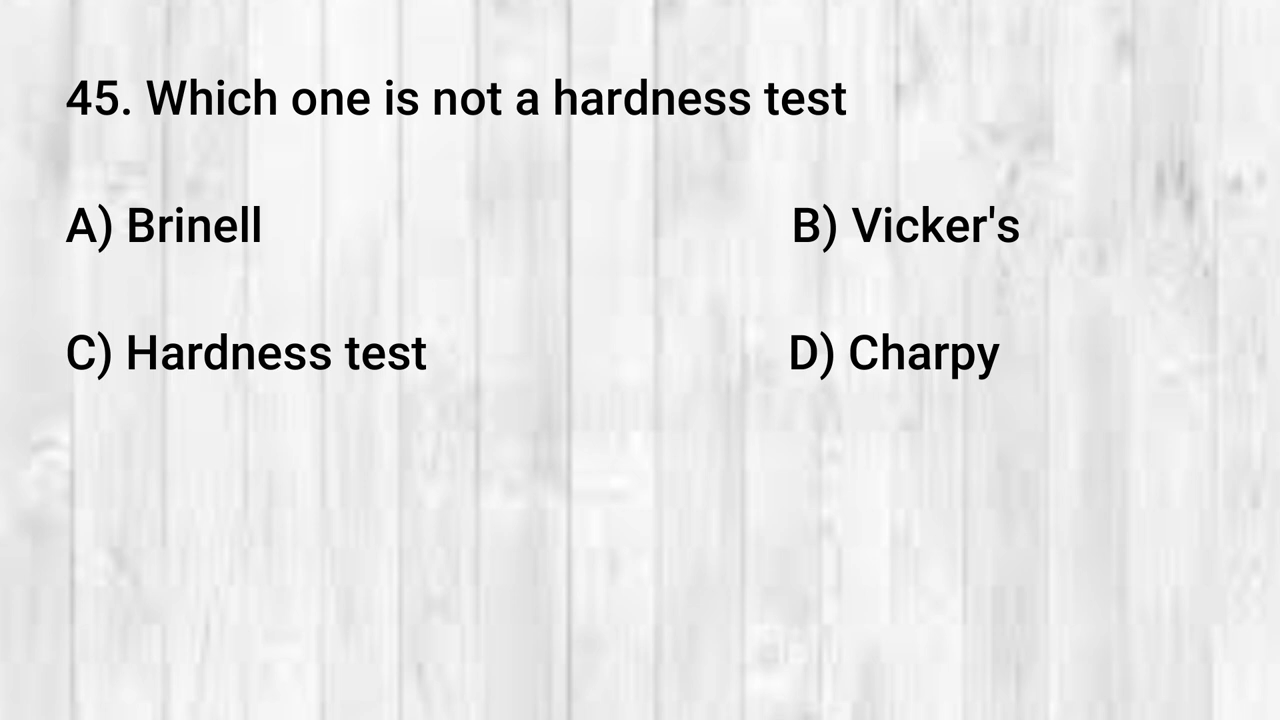 45. Which one is not a hardness test
A) Brinell B) Vicker's
C) Hardness test D) Charpy